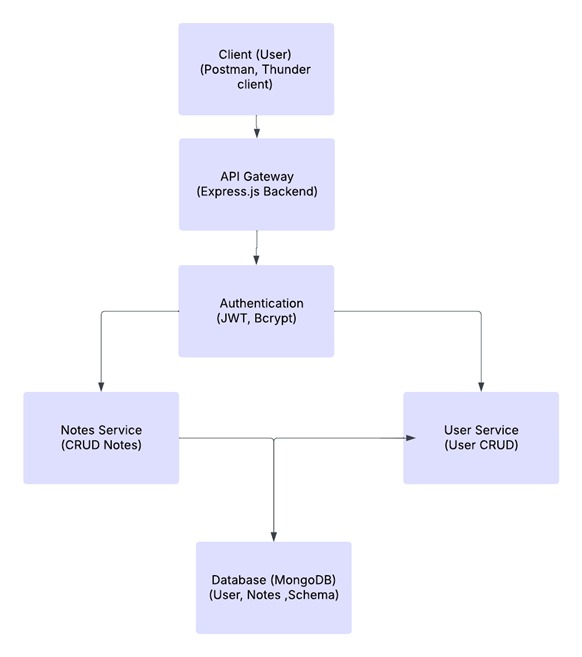 Client (User)
(Postman, Thunder
client)
API Gateway
(Express.js Backend)
Authentication
(JWT, Bcrypt)
Notes Service
(CRUD Notes)
User Service
(User CRUD)
Database (MongoDB)
(User, Notes ,Schema)